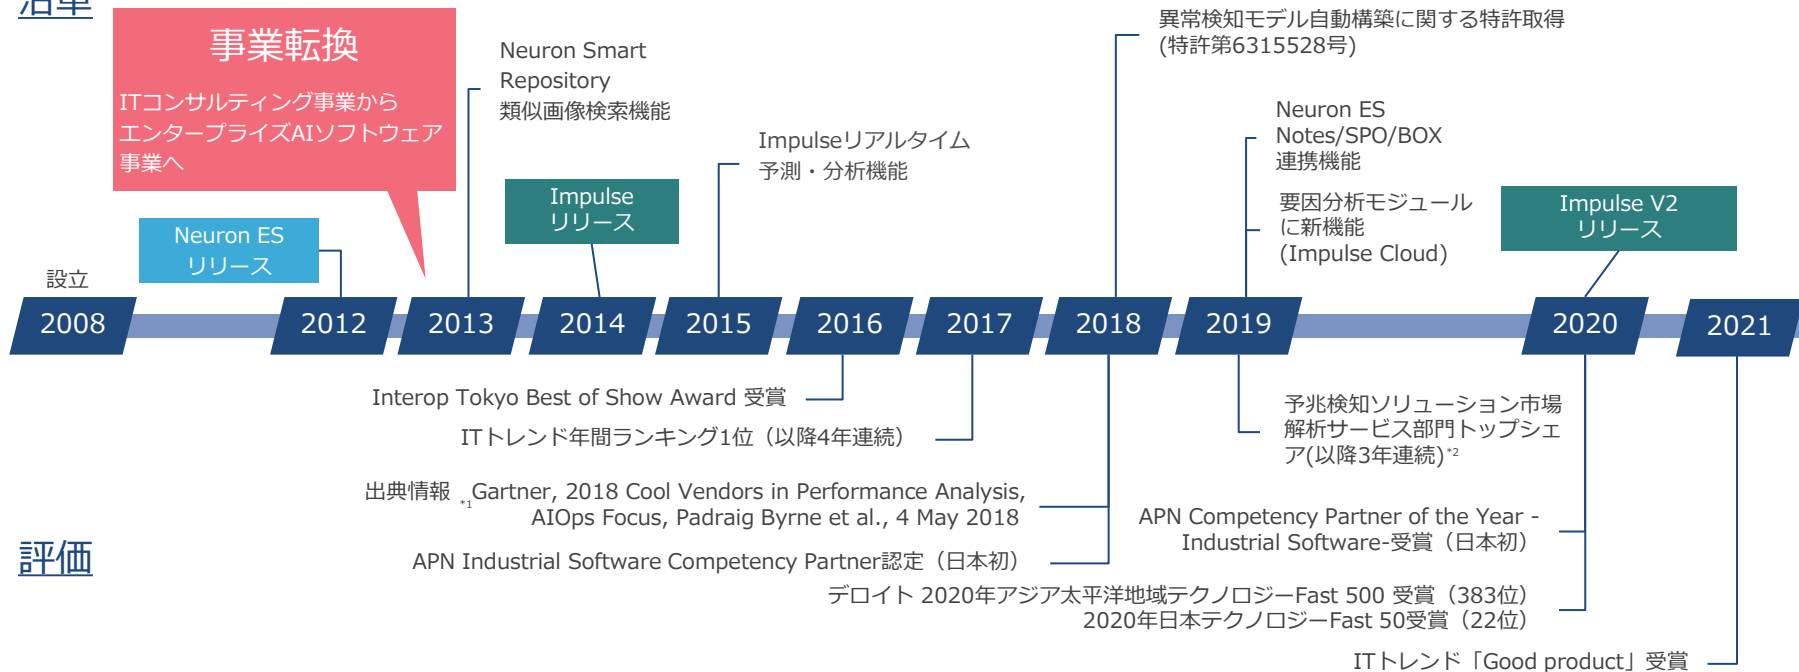 沿革
事業転換
ITコンサルティング事業から
エンタープライズAIソフトウェア
事業へ
Neuron ES
リリース
設立
Neuron Smart
Repository
類似画像検索機能
Impulse
リリース
Impulseリアルタイム
予測・分析機能
異常検知モデル自動構築に関する特許取得
(特許第6315528号)
Neuron ES
Notes/SPO/BOX
連携機能
要因分析モジュール
に新機能
(Impulse Cloud)
Impulse V2
リリース
2008
2012
2013
2014
2015
2016
2017
2018
2019
2020
2021
Interop Tokyo Best of Show Award 受賞
ITトレンド年間ランキング1位（以降4年連続）
出典情報 *1Gartner, 2018 Cool Vendors in Performance Analysis,
AIOps Focus, Padraig Byrne et al., 4 May 2018
APN Industrial Software Competency Partner認定（日本初）
予兆検知ソリューション市場
解析サービス部門トップシェ
ア(以降3年連続)*2
APN Competency Partner of the Year -
Industrial Software-受賞（日本初）
デロイト 2020年アジア太平洋地域テクノロジーFast 500 受賞（383位）
2020年日本テクノロジーFast 50受賞（22位）
ITトレンド「Good product」受賞
評価